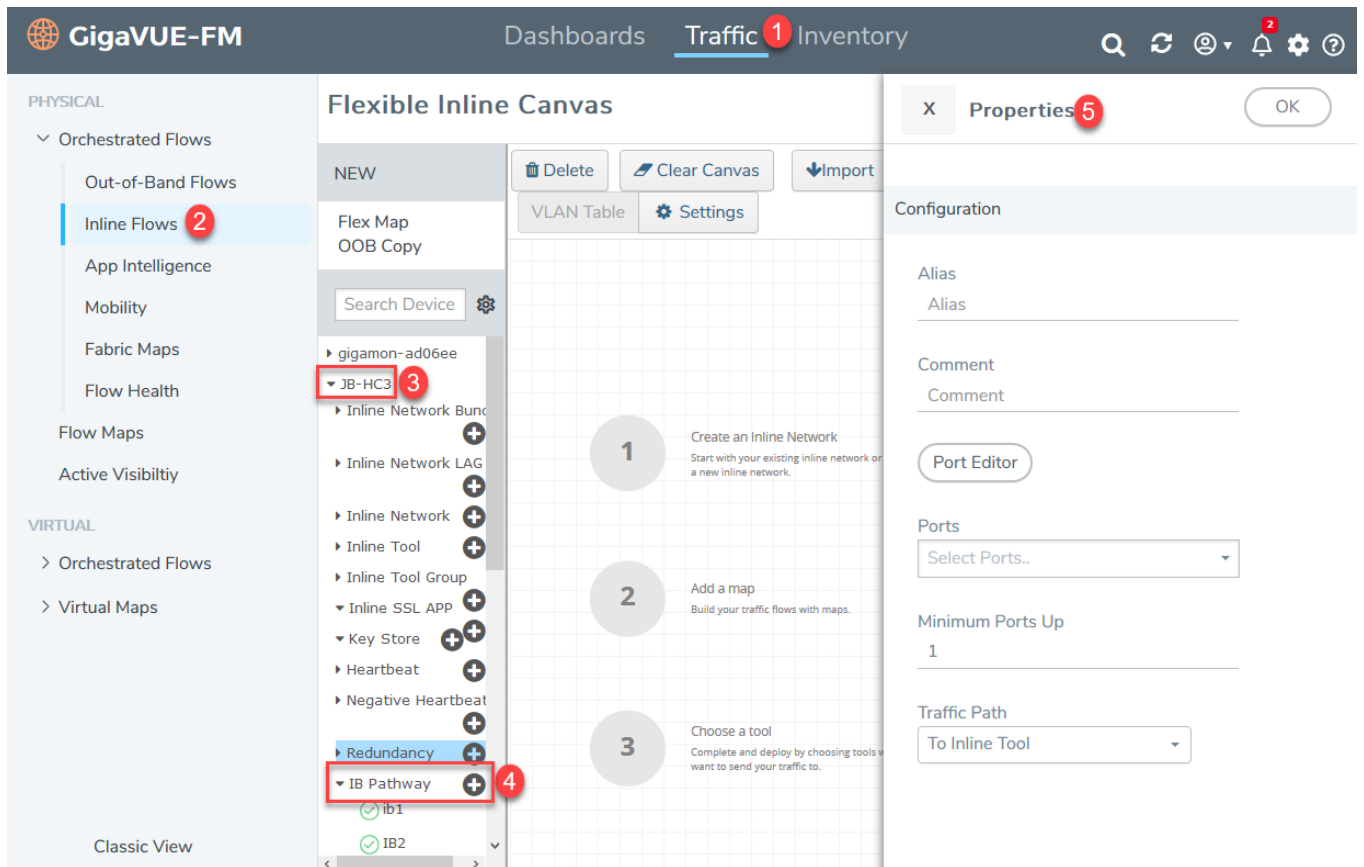 GigaVUE-FM
Dashboards Traffic 1 Inventory
2
PHYSICAL
Orchestrated Flows
Out-of-Band Flows
Inline Flows 2
App Intelligence
Mobility
Fabric Maps
Flow Health
Flow Maps
Active Visibiltiy
VIRTUAL
Orchestrated Flows
Virtual Maps
Classic View
Flexible Inline Canvas
NEW
Flex Map
OOB Copy
Search Device
gigamon-ad06ee
JB-HC3 3
Inline Network Bund
Inline Network LAG
Inline Network
Inline Tool
Inline Tool Group
Inline SSL APP
Key Store
Heartbeat
Negative Heartbeat
Redundancy
IB Pathway 4
ib1
IB2
Delete Clear Canvas Import
VLAN Table Settings
1
Create an Inline Network
Start with your existing inline network or
a new inline network.
2
Add a map
Build your traffic flows with maps.
3
Choose a tool
Complete and deploy by choosing tools
want to send your traffic to.
X Properties 5 OK
Configuration
Alias
Alias
Comment
Comment
Port Editor
Ports
Select Ports..
Minimum Ports Up
1
Traffic Path
To Inline Tool